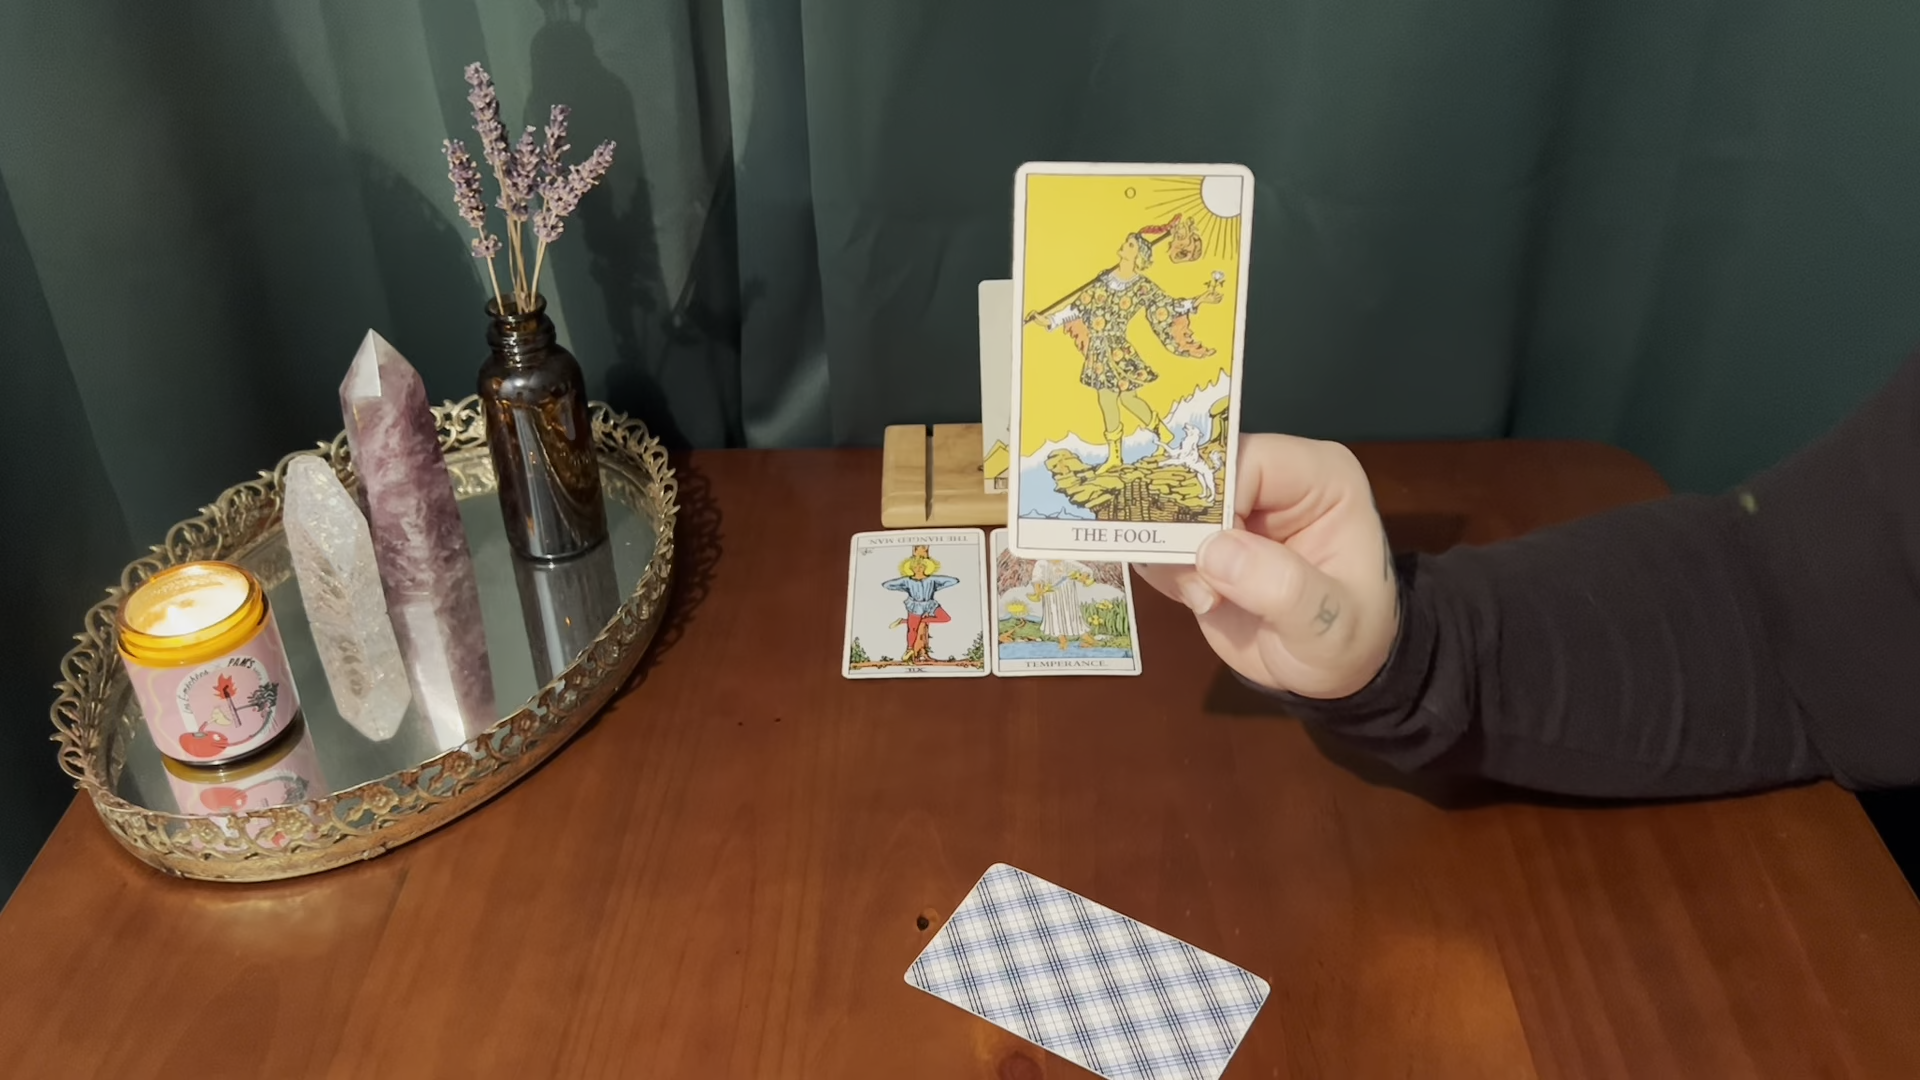 0
THE FOOL.
THE HANGED MAN.
XII.
TEMPERANCE.
P&M'S